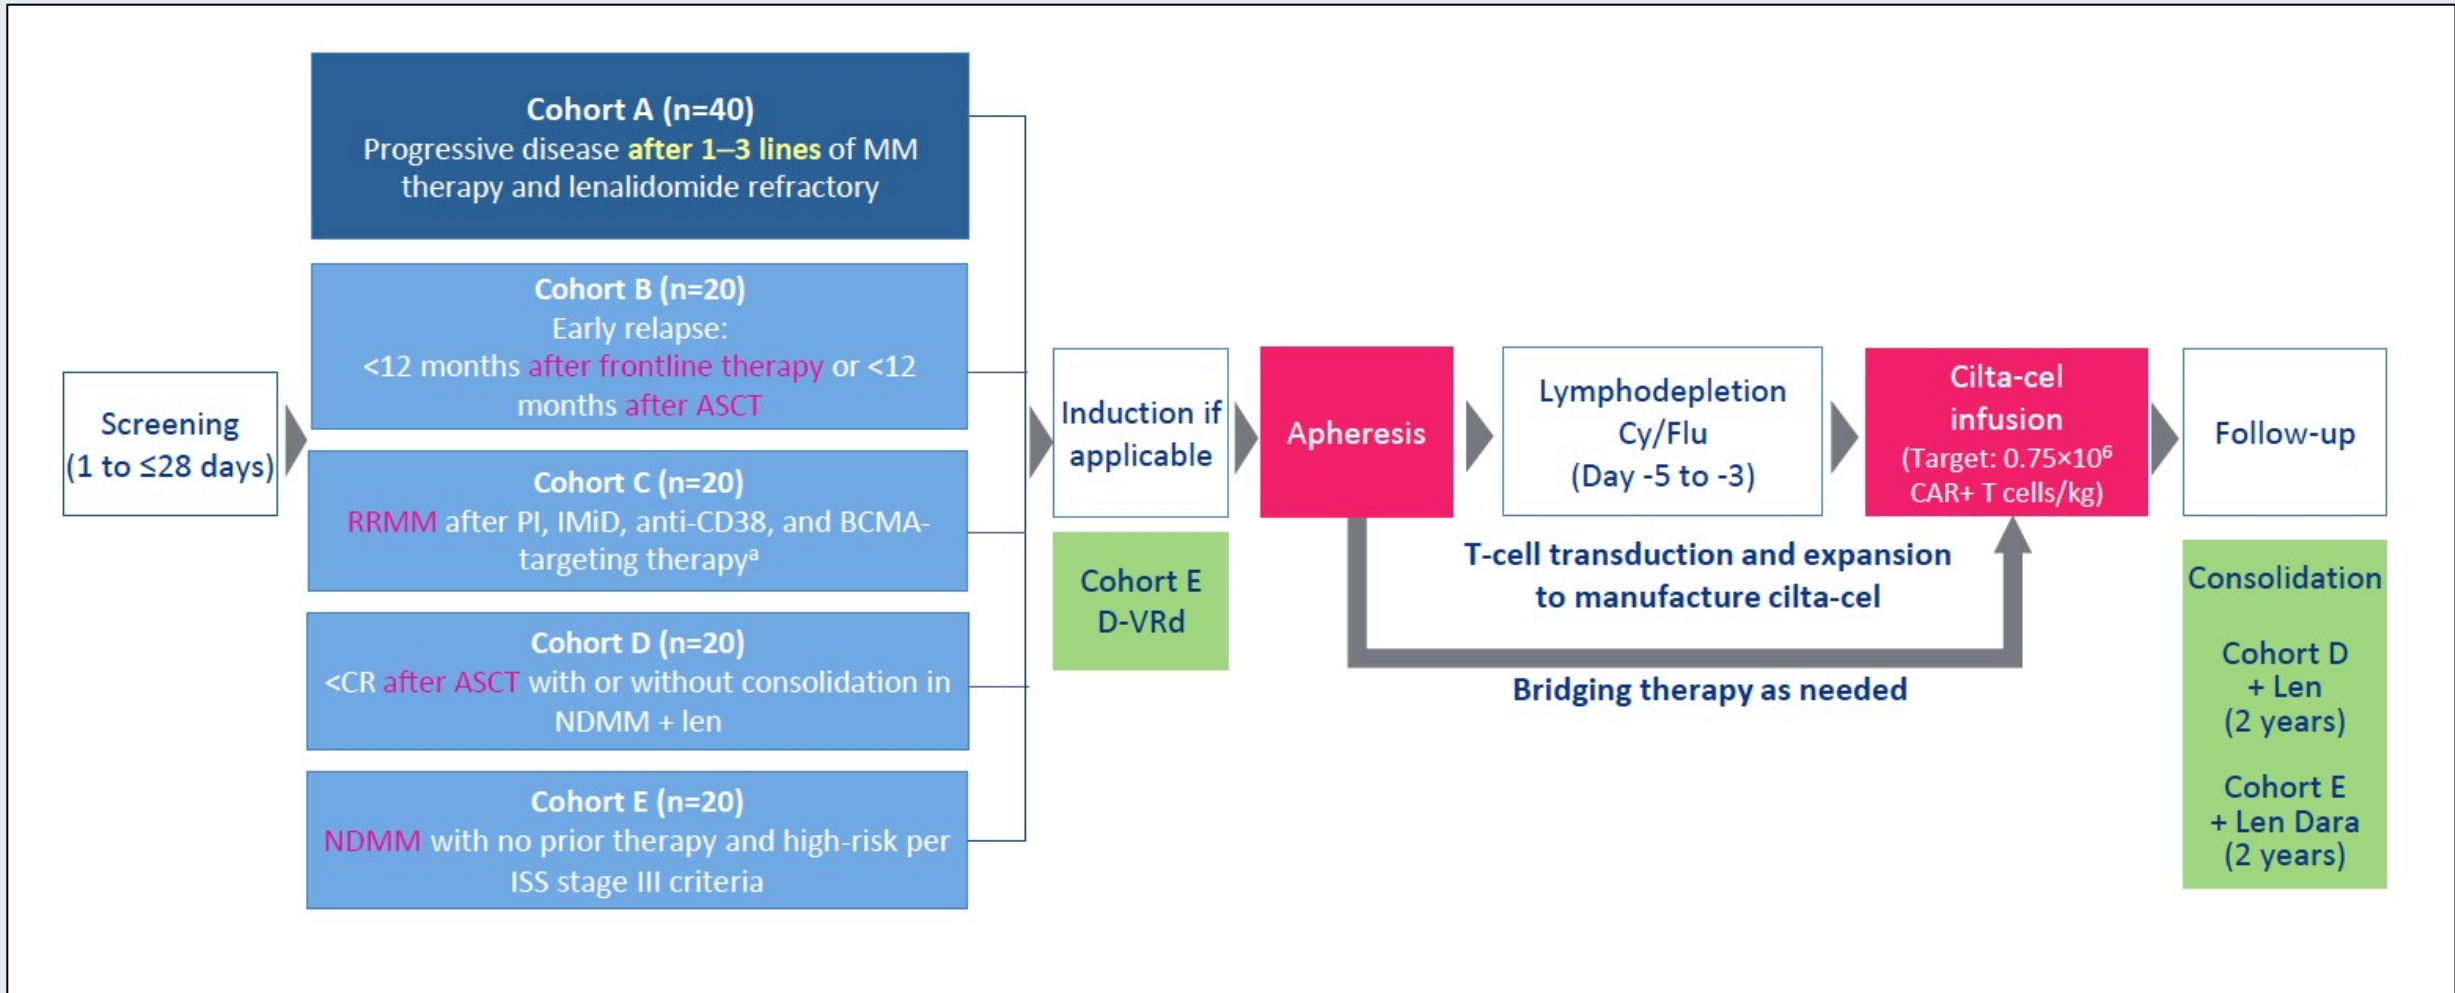 Screening
(1 to ≤28 days)
Cohort A (n=40)
Progressive disease after 1–3 lines of MM
therapy and lenalidomide refractory
Cohort B (n=20)
Early relapse:
<12 months after frontline therapy or <12
months after ASCT
Cohort C (n=20)
RRMM after PI, IMiD, anti-CD38, and BCMA-
targeting therapyᵃ
Cohort D (n=20)
<CR after ASCT with or without consolidation in
NDMM + len
Cohort E (n=20)
NDMM with no prior therapy and high-risk per
ISS stage III criteria
Induction if
applicable
Cohort E
D-VRd
Apheresis
Lymphodepletion
Cy/Flu
(Day -5 to -3)
T-cell transduction and expansion
to manufacture cilta-cel
Bridging therapy as needed
Cilta-cel
infusion
(Target: 0.75×10⁶
CAR+ T cells/kg)
Follow-up
Consolidation
Cohort D
+ Len
(2 years)
Cohort E
+ Len Dara
(2 years)